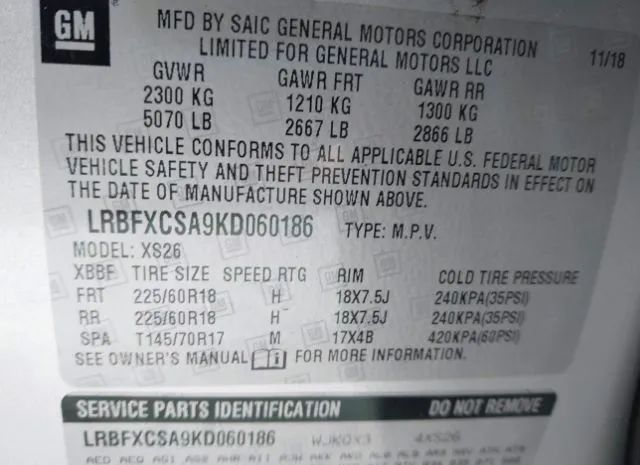 GM
MFD BY SAIC GENERAL MOTORS CORPORATION
LIMITED FOR GENERAL MOTORS LLC 11/18
GVWR GAWR FRT GAWR RR
2300 KG 1210 KG 1300 KG
5070 LB 2667 LB 2866 LB
THIS VEHICLE CONFORMS TO ALL APPLICABLE U.S. FEDERAL MOTOR
VEHICLE SAFETY AND THEFT PREVENTION STANDARDS IN EFFECT ON
THE DATE OF MANUFACTURE SHOWN ABOVE.
LRBFXCSA9KD060186 TYPE: M.P.V.
MODEL: XS26
XBBF TIRE SIZE SPEED RTG RIM COLD TIRE PRESSURE
FRT 225/60R18 H 18X7.5J 240KPA(35PSI)
RR 225/60R18 H 18X7.5J 240KPA(35PSI)
SPA T145/70R17 M 17X4B 420KPA(60PSI)
SEE OWNER'S MANUAL FOR MORE INFORMATION.
SERVICE PARTS IDENTIFICATION DO NOT REMOVE
LRBFXCSA9KD060186 4XS26